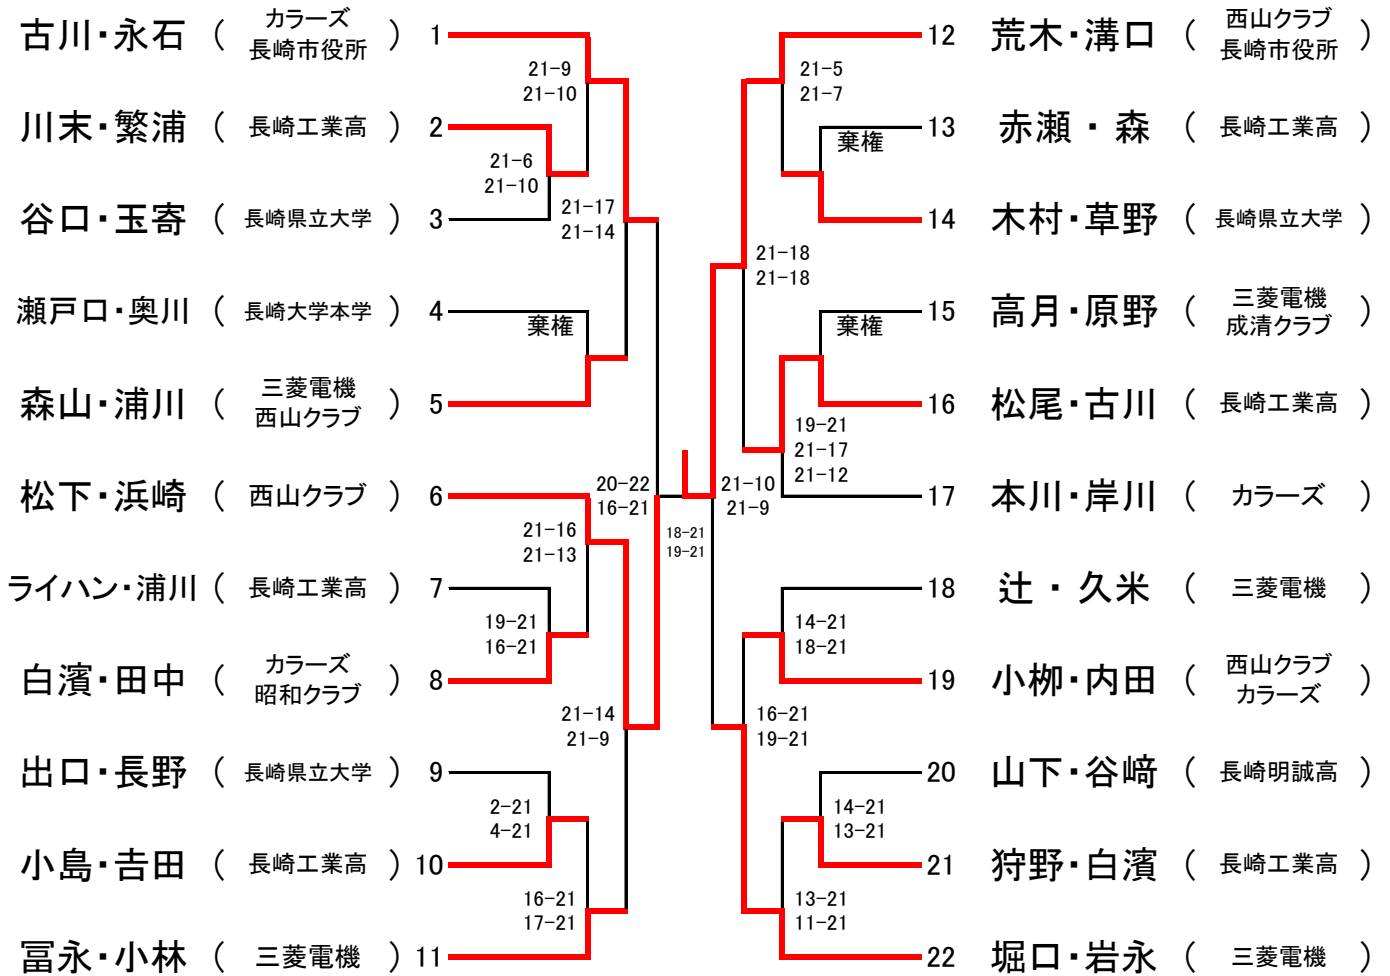 古川・永石 ( カラーズ 長崎市役所 ) 1
21-9
21-10
川末・繁浦 ( 長崎工業高 ) 2
21-6
21-10
谷口・玉寄 ( 長崎県立大学 ) 3
21-17
21-14
瀬戸口・奥川 ( 長崎大学本学 ) 4
棄権
森山・浦川 ( 三菱電機 西山クラブ ) 5
松下・浜崎 ( 西山クラブ ) 6
20-22
16-21
21-16
21-13
ライハン・浦川 ( 長崎工業高 ) 7
19-21
16-21
白濱・田中 ( カラーズ 昭和クラブ ) 8
21-14
21-9
出口・長野 ( 長崎県立大学 ) 9
2-21
4-21
小島・吉田 ( 長崎工業高 ) 10
16-21
17-21
冨永・小林 ( 三菱電機 ) 11
18-21
19-21
12 荒木・溝口 ( 西山クラブ 長崎市役所 )
21-5
21-7
13 赤瀬・森 ( 長崎工業高 )
棄権
14 木村・草野 ( 長崎県立大学 )
21-18
21-18
15 高月・原野 ( 三菱電機 成清クラブ )
棄権
16 松尾・古川 ( 長崎工業高 )
19-21
21-17
21-12
17 本川・岸川 ( カラーズ )
21-10
21-9
18 辻・久米 ( 三菱電機 )
14-21
18-21
19 小栁・内田 ( 西山クラブ カラーズ )
16-21
19-21
20 山下・谷﨑 ( 長崎明誠高 )
14-21
13-21
21 狩野・白濱 ( 長崎工業高 )
13-21
11-21
22 堀口・岩永 ( 三菱電機 )